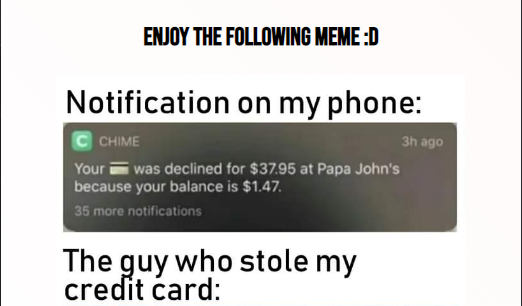 ENJOY THE FOLLOWING MEME :D
Notification on my phone:
C CHIME 3h ago
Your 💳 was declined for $37.95 at Papa John's
because your balance is $1.47.
35 more notifications
The guy who stole my
credit card: